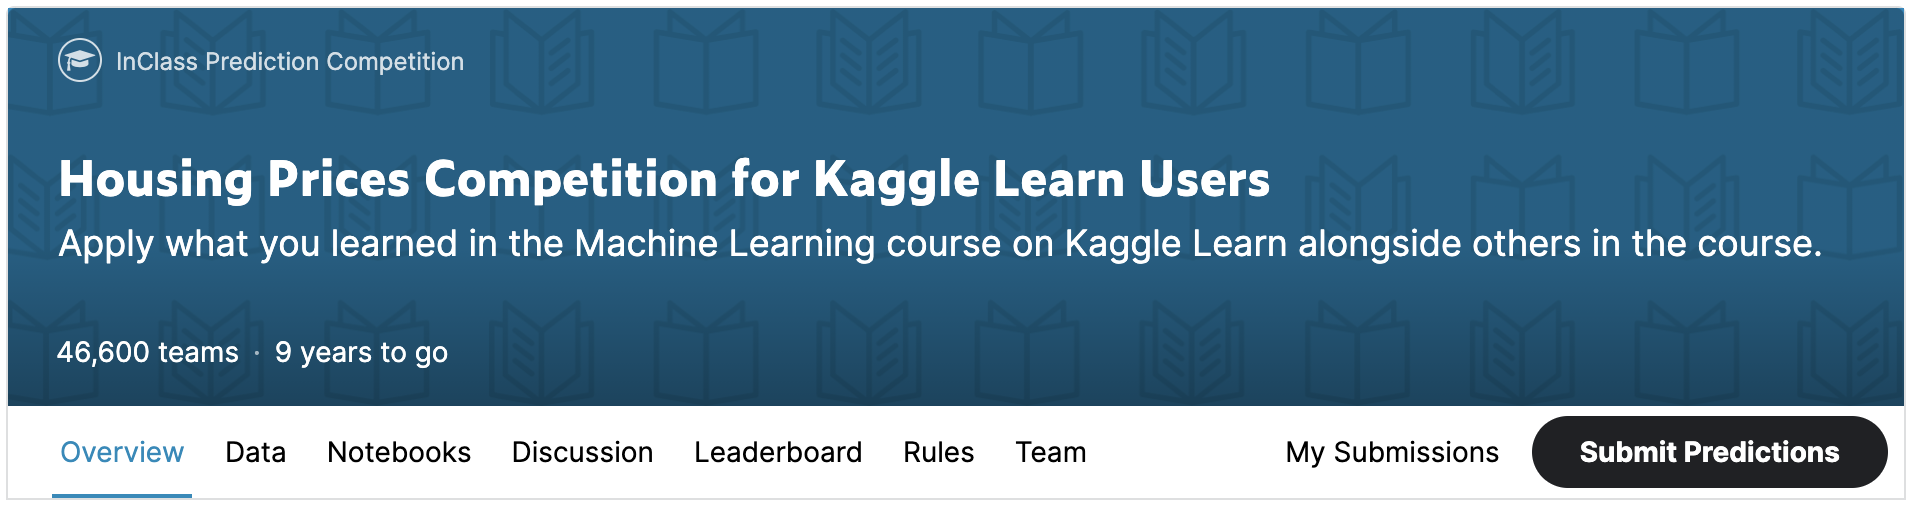 InClass Prediction Competition
Housing Prices Competition for Kaggle Learn Users
Apply what you learned in the Machine Learning course on Kaggle Learn alongside others in the course.
46,600 teams · 9 years to go
Overview Data Notebooks Discussion Leaderboard Rules Team My Submissions Submit Predictions